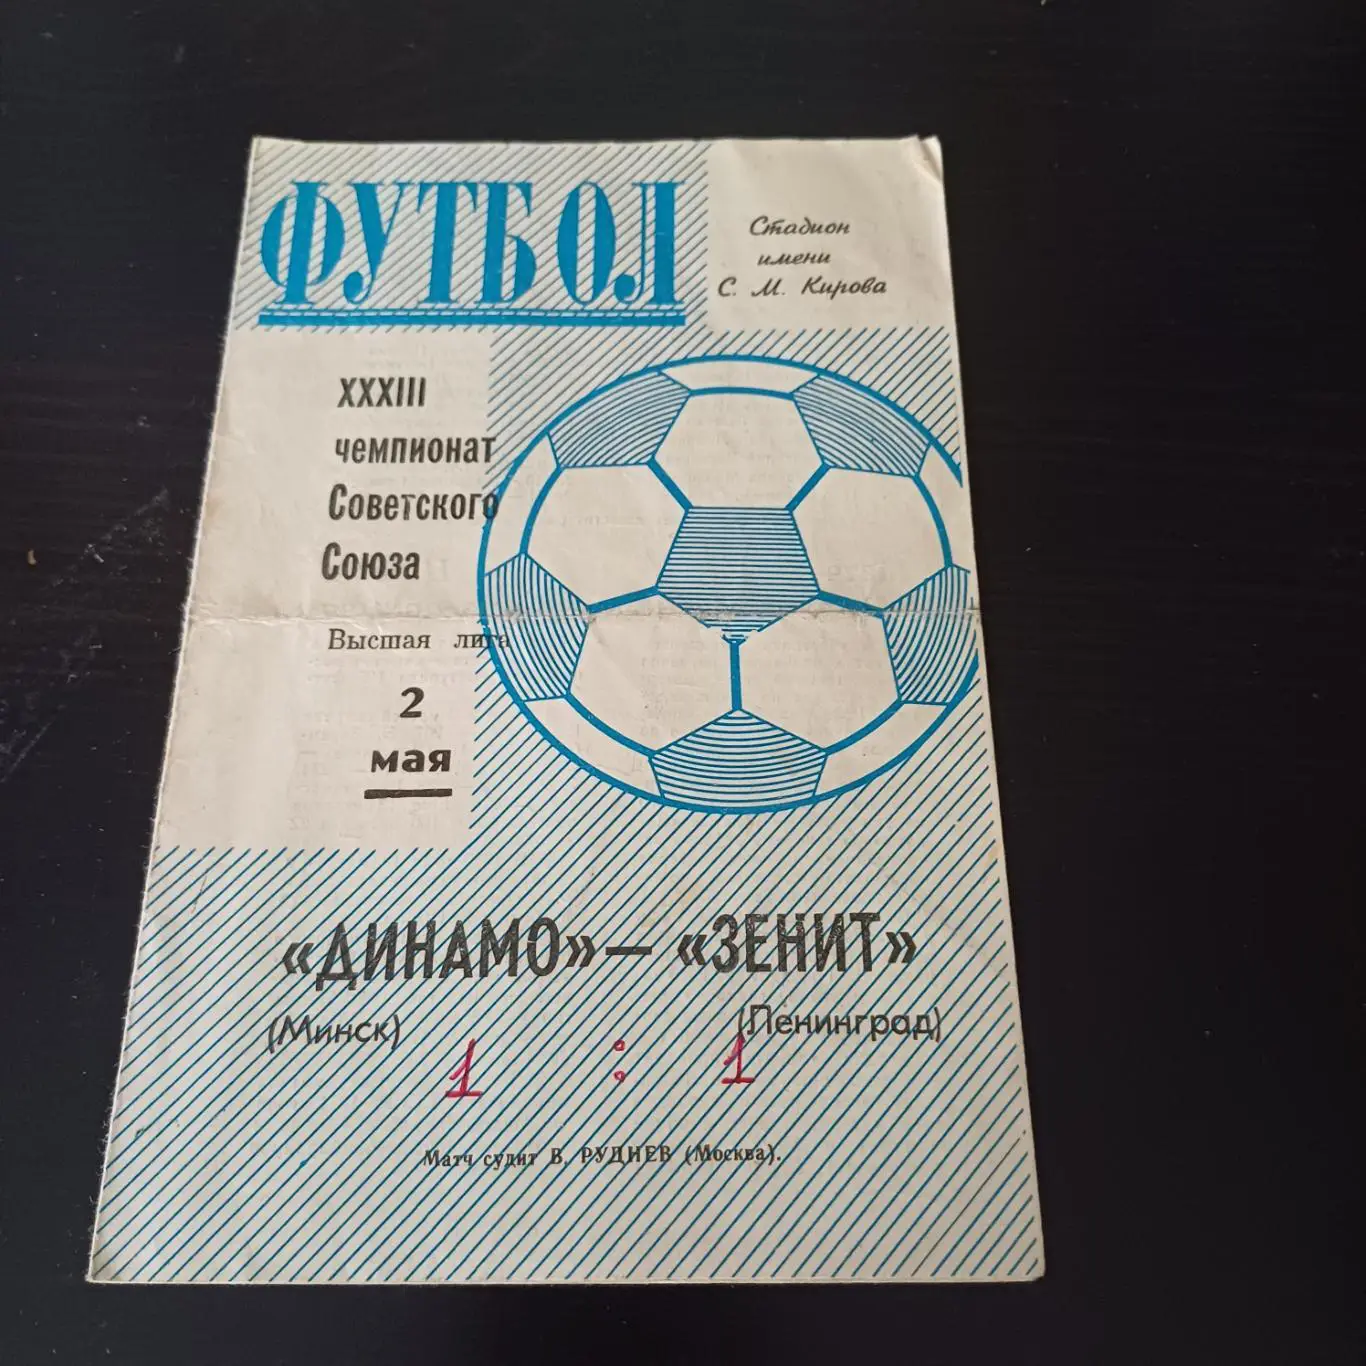 ФУТБОЛ
Стадион
имени
С. М. Кирова
XXXIII
чемпионат
Советского
Союза
Высшая лига
2
мая
«ДИНАМО» — «ЗЕНИТ»
(Минск) (Ленинград)
1 : 1
Матч судит В. РУДНЕВ (Москва).